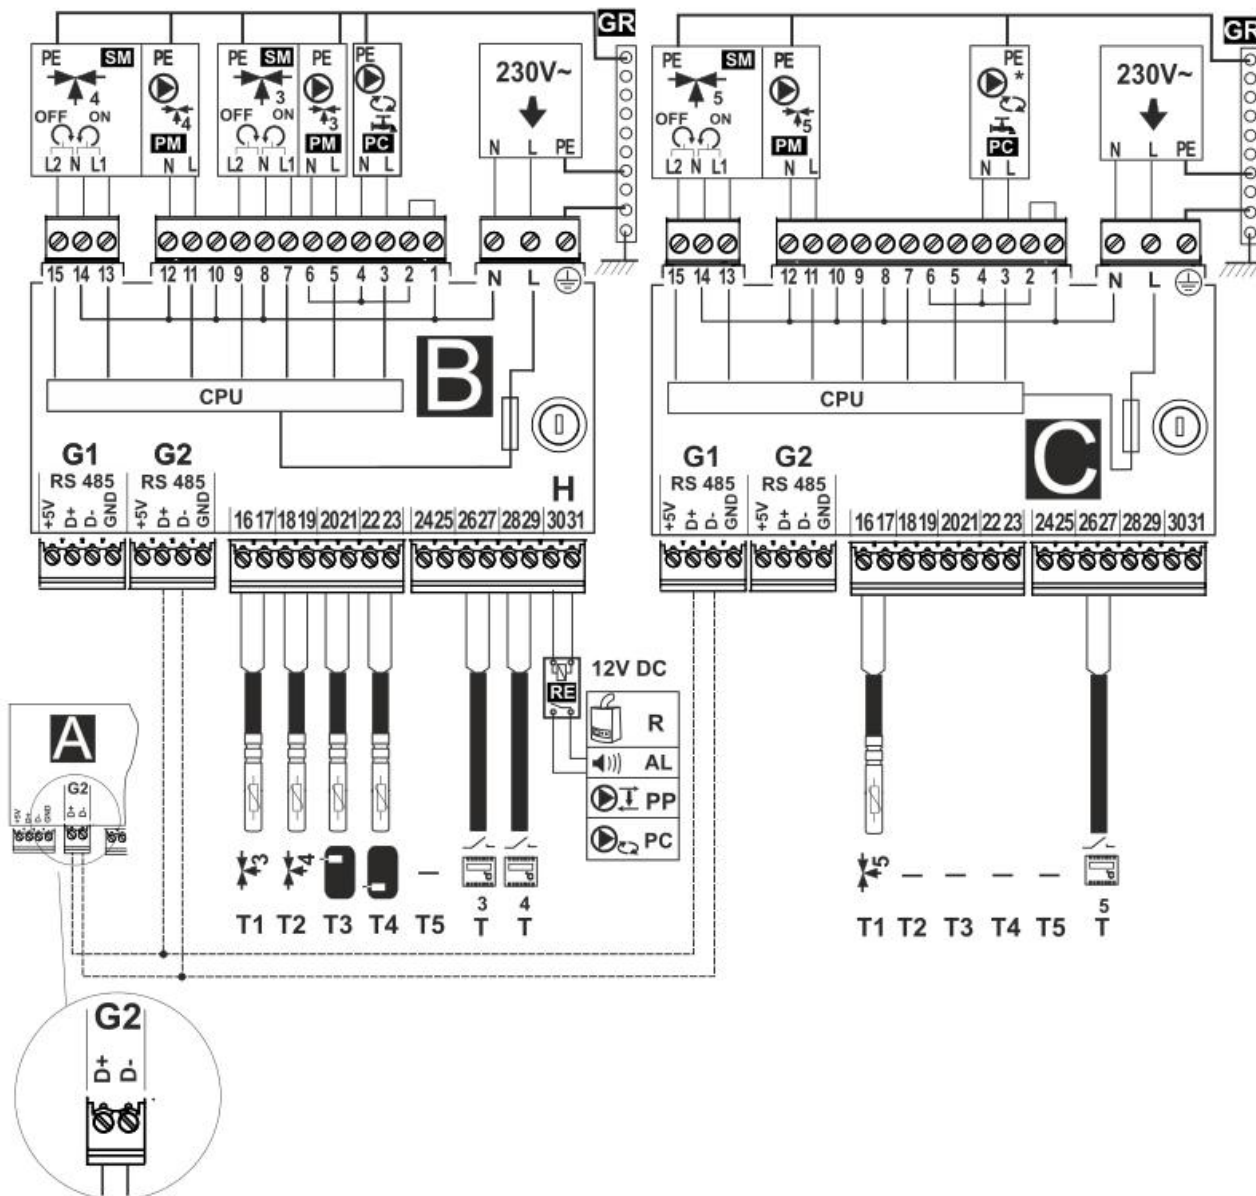 GR
GR
PE SM PE PE SM PE PE
4 4 3 3
OFF ON OFF ON
PM PM PC
L2 N L1 N L L2 N L1 N L N L
230V~
N L PE
PE SM PE PE *
5 5
OFF ON
PM PC
L2 N L1 N L N L
230V~
N L PE
15 14 13 12 11 10 9 8 7 6 5 4 3 2 1 N L
15 14 13 12 11 10 9 8 7 6 5 4 3 2 1 N L
B
CPU
C
CPU
G1 G2 H
RS 485 RS 485
+5V D+ D- GND +5V D+ D- GND
16 17 18 19 20 21 22 23 24 25 26 27 28 29 30 31
G1 G2
RS 485 RS 485
+5V D+ D- GND +5V D+ D- GND
16 17 18 19 20 21 22 23 24 25 26 27 28 29 30 31
12V DC
RE
R
AL
PP
PC
A
G2
+5V D+ D- GND D+ D-
3 4
3 4
T1 T2 T3 T4 T5 T T
5
5
T1 T2 T3 T4 T5 T
G2
D+ D-